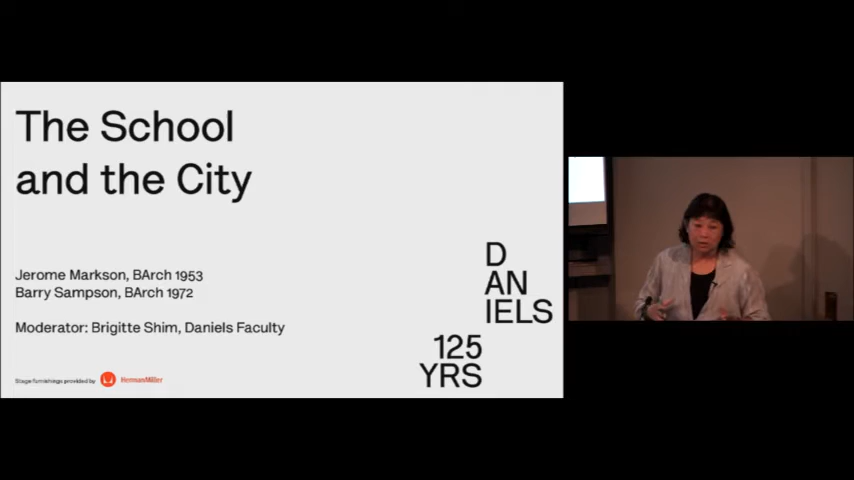 The School
and the City
Jerome Markson, BArch 1953
Barry Sampson, BArch 1972
Moderator: Brigitte Shim, Daniels Faculty
Stage furnishings provided by HermanMiller
D
AN
IELS
125
YRS